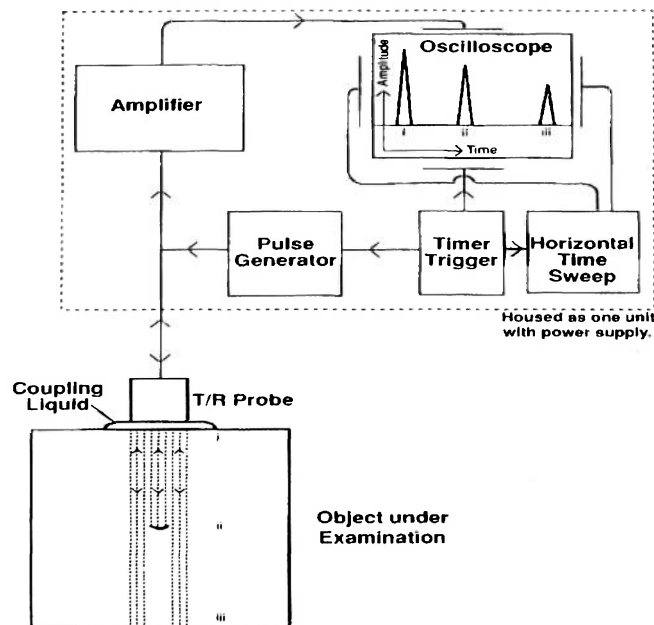 Oscilloscope
Amplifier
Amplitude
i
ii
iii
Time
Pulse
Generator
Timer
Trigger
Horizontal
Time
Sweep
Housed as one unit
with power supply.
Coupling
Liquid
T/R Probe
i
ii
iii
Object under
Examination